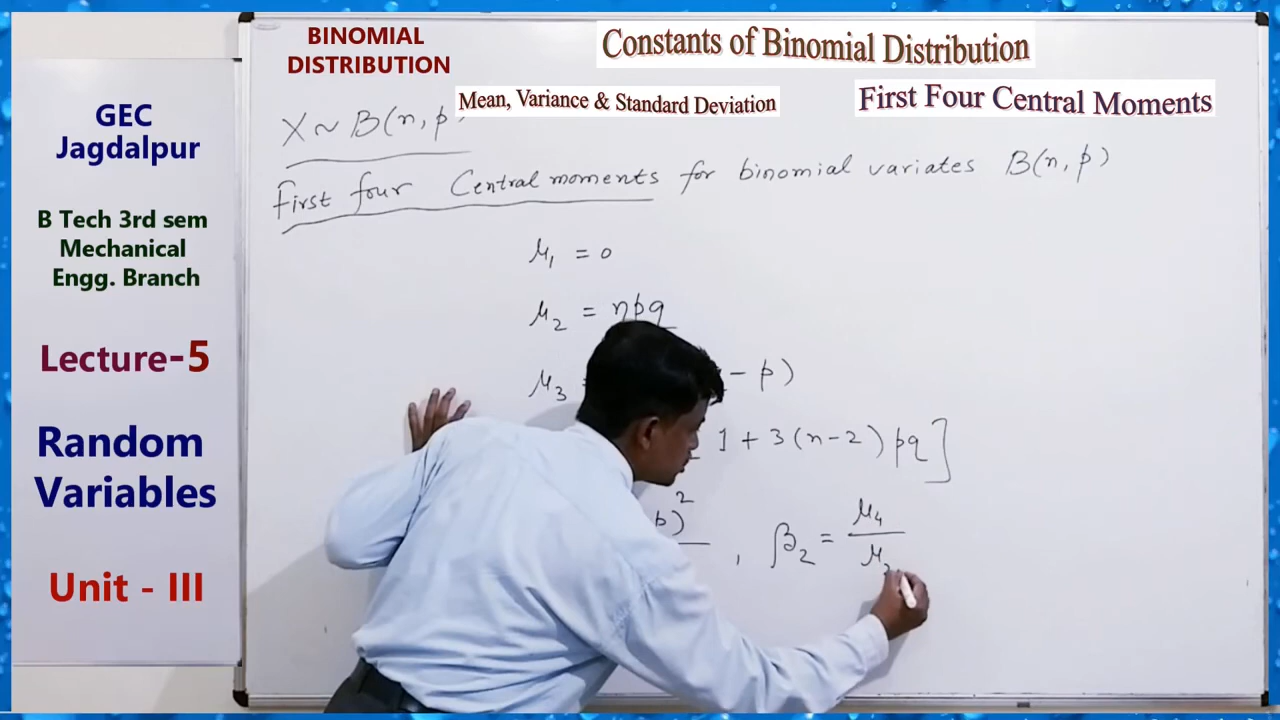 BINOMIAL
DISTRIBUTION
Constants of Binomial Distribution
Mean, Variance & Standard Deviation
First Four Central Moments
GEC
Jagdalpur
B Tech 3rd sem
Mechanical
Engg. Branch
Lecture-5
Random
Variables
Unit - III
X ~ B(n, p
First four Central moments for binomial variates B(n, p)
μ₁ = 0
μ₂ = npq
μ₃ = - p)
1 + 3(n-2)pq]
p)² , β₂ = μ₄ / μ₂